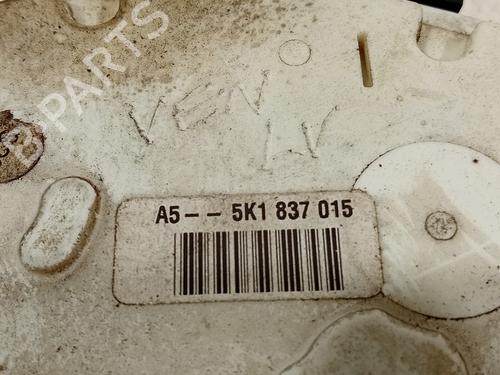 B-PARTS
VEN
LV
A5-- 5K1 837 015